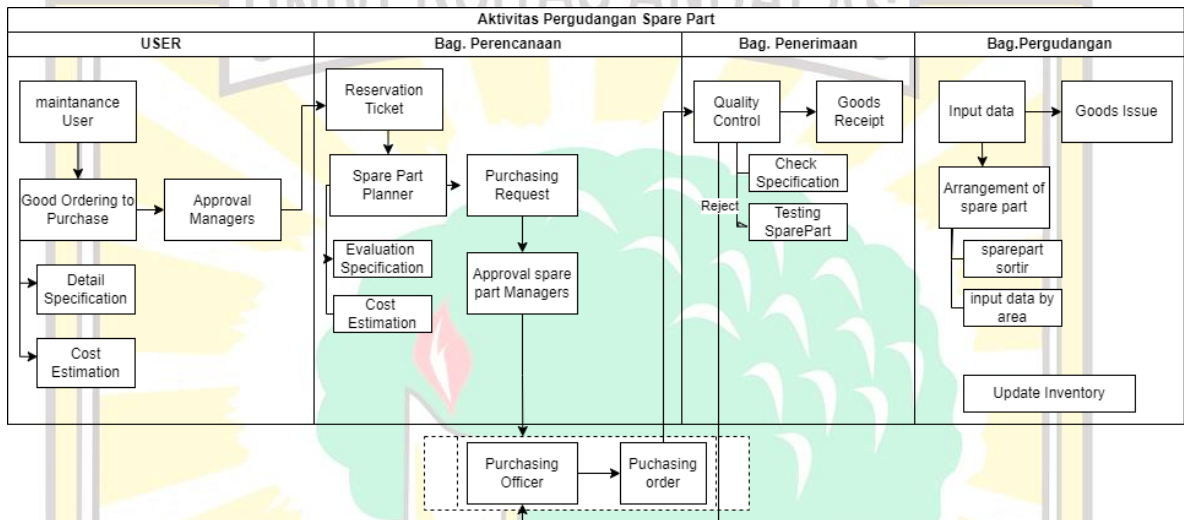 UNIVERSITAS ANDALAS
Aktivitas Pergudangan Spare Part
USER
Bag. Perencanaan
Bag. Penerimaan
Bag.Pergudangan
maintanance
User
Good Ordering to
Purchase
Approval
Managers
Detail
Specification
Cost
Estimation
Reservation
Ticket
Spare Part
Planner
Purchasing
Request
Evaluation
Specification
Cost
Estimation
Approval spare
part Managers
Quality
Control
Goods
Receipt
Check
Specification
Reject
Testing
SparePart
Input data
Goods Issue
Arrangement of
spare part
sparepart
sortir
input data by
area
Update Inventory
Purchasing
Officer
Puchasing
order